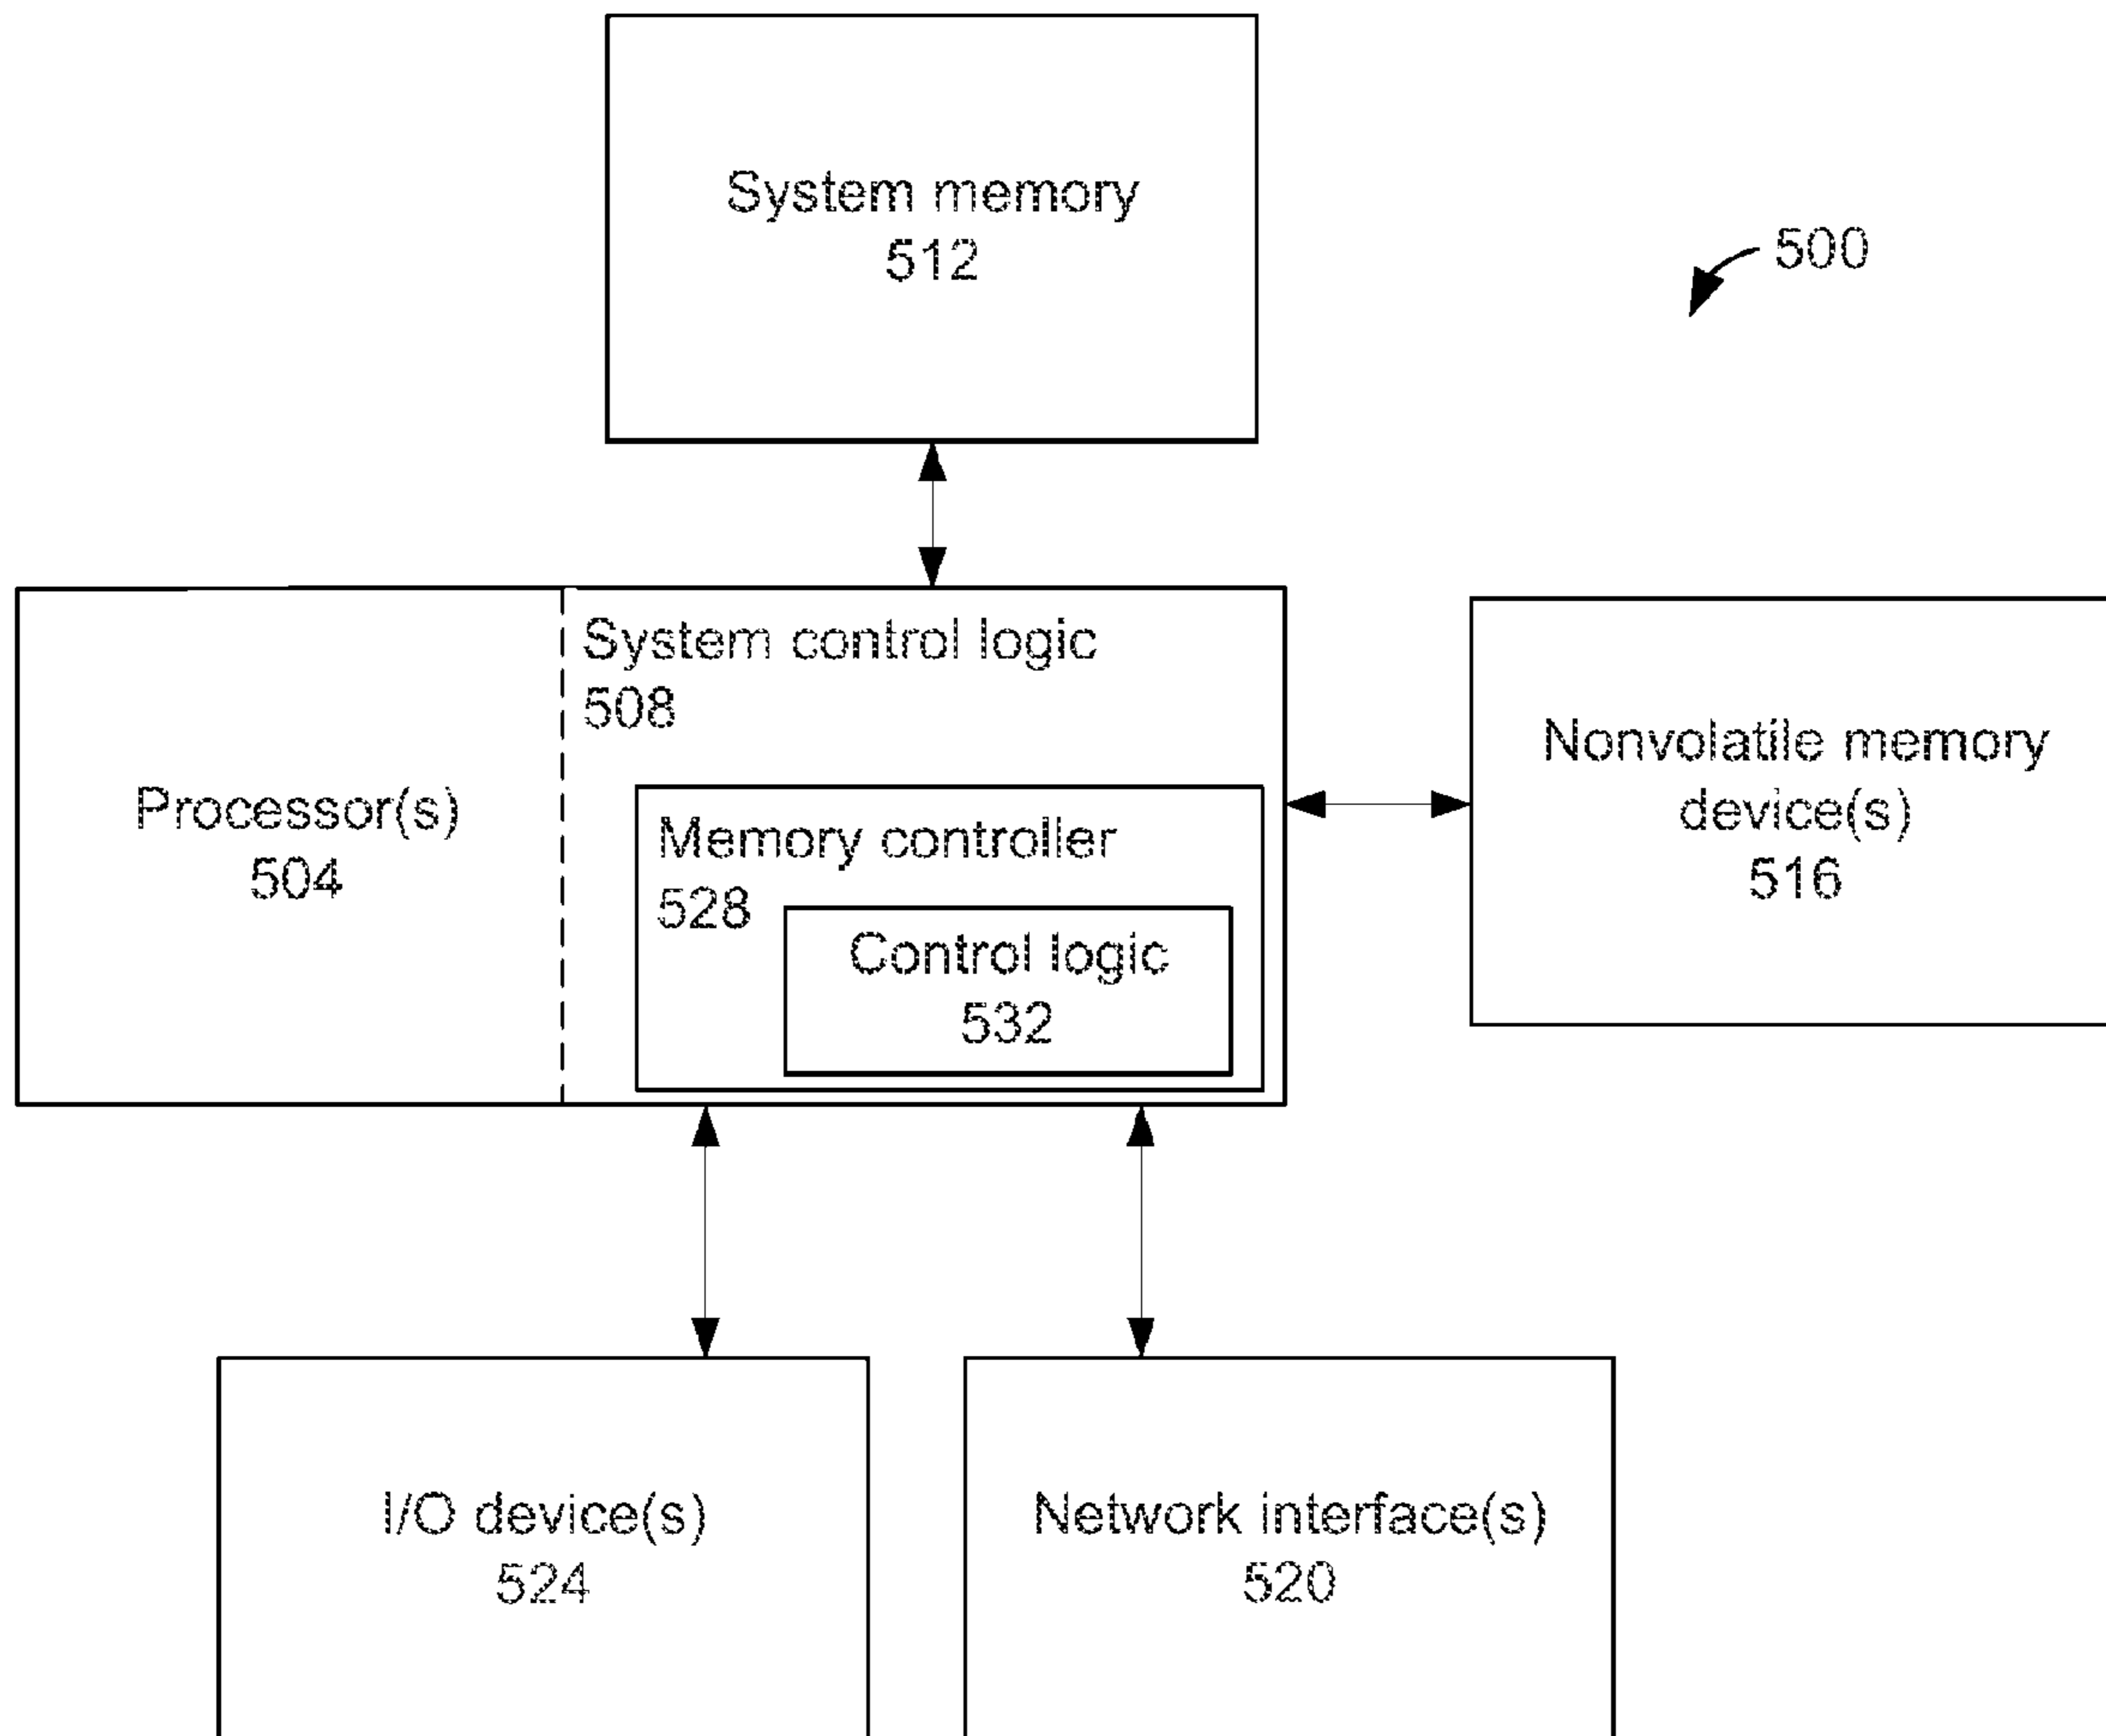 System memory
512
500
System control logic
508
Processor(s)
504
Memory controller
528
Control logic
532
Nonvolatile memory
device(s)
516
I/O device(s)
524
Network interface(s)
520